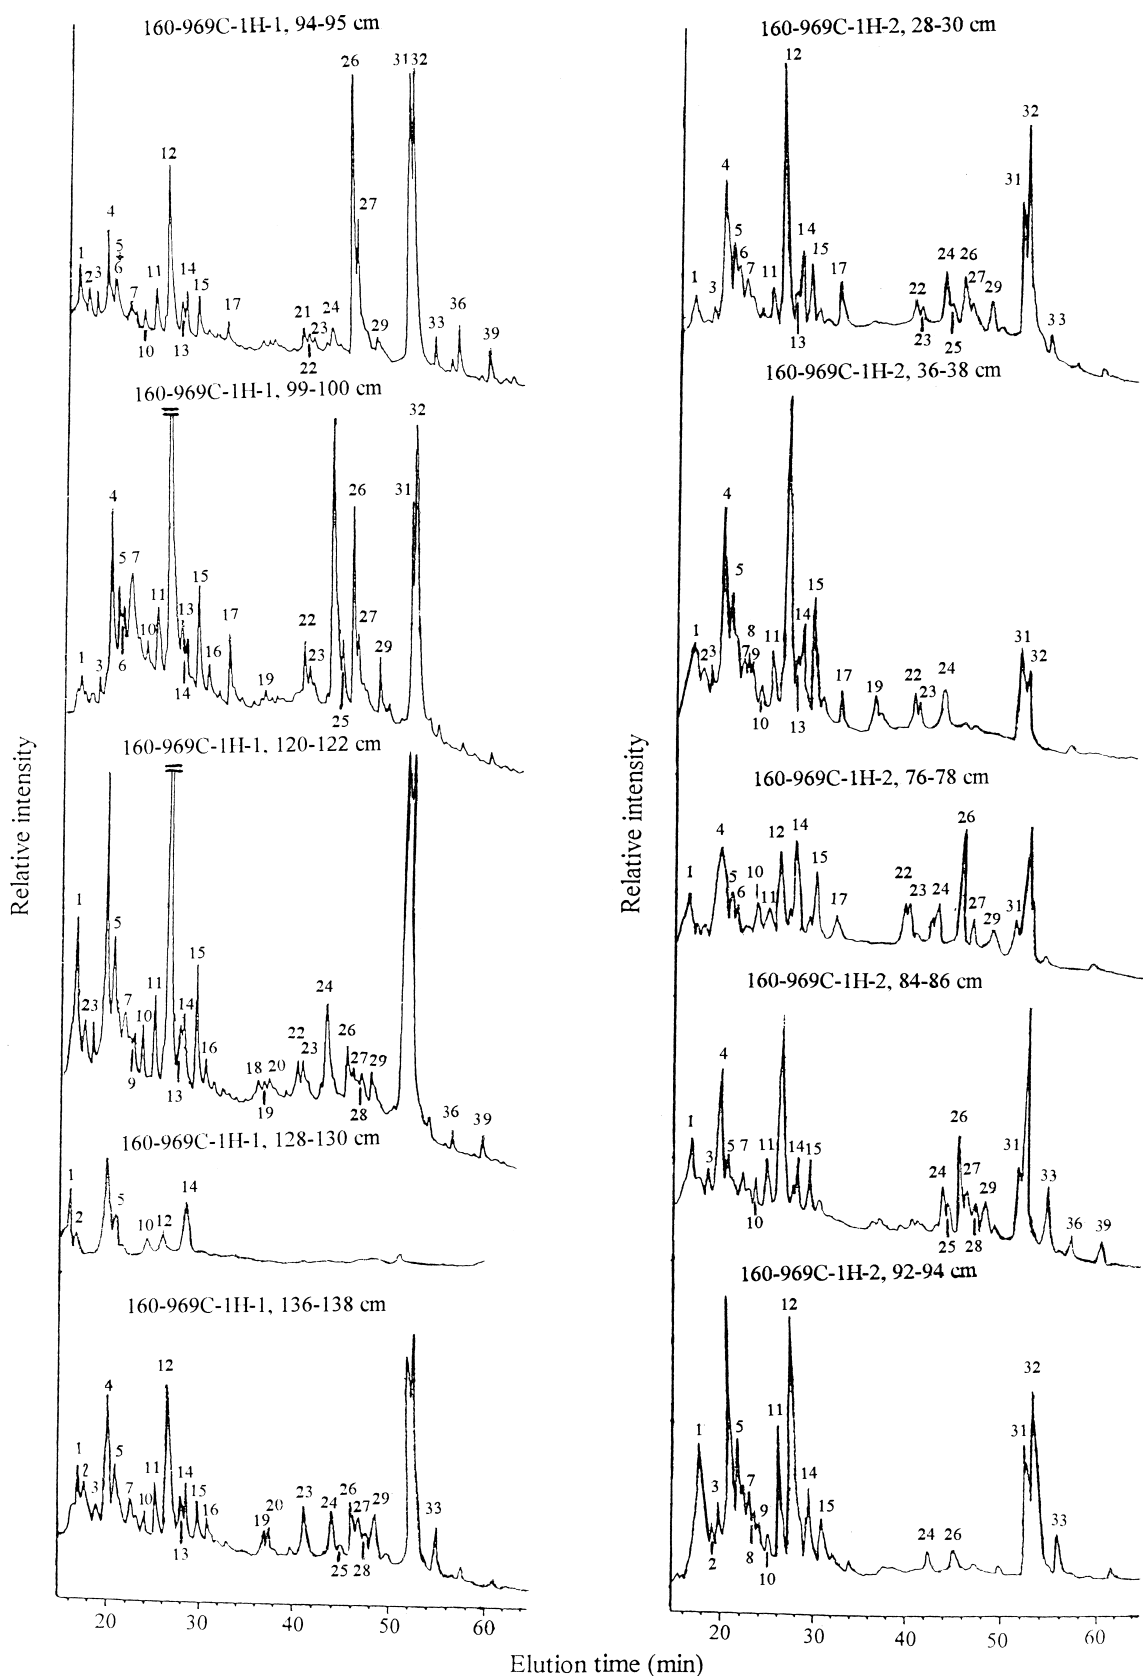 160-969C-1H-1, 94-95 cm
1 2 3 4 5 6 7 10 11 12 13 14 15 17 21 22 23 24 26 27 29 31 32 33 36 39
160-969C-1H-1, 99-100 cm
1 3 4 5 6 7 10 11 13 14 15 16 17 19 22 23 25 26 27 29 31 32
160-969C-1H-1, 120-122 cm
1 2 3 5 7 9 10 11 13 14 15 16 18 19 20 22 23 24 26 27 28 29 36 39
160-969C-1H-1, 128-130 cm
1 2 5 10 12 14
160-969C-1H-1, 136-138 cm
1 2 3 4 5 7 10 11 12 13 14 15 16 19 20 23 24 25 26 27 28 29 33
20 30 40 50 60
Relative intensity
160-969C-1H-2, 28-30 cm
1 3 4 5 6 7 11 12 13 14 15 17 22 23 24 25 26 27 29 31 32 33
160-969C-1H-2, 36-38 cm
1 2 3 4 5 7 8 9 10 11 13 14 15 17 19 22 23 24 31 32
160-969C-1H-2, 76-78 cm
1 4 5 6 10 11 12 14 15 17 22 23 24 26 27 29 31
160-969C-1H-2, 84-86 cm
1 3 4 5 7 10 11 14 15 24 25 26 27 28 29 31 33 36 39
160-969C-1H-2, 92-94 cm
1 2 3 5 7 8 9 10 11 12 14 15 24 26 31 32 33
20 30 40 50 60
Relative intensity
Elution time (min)